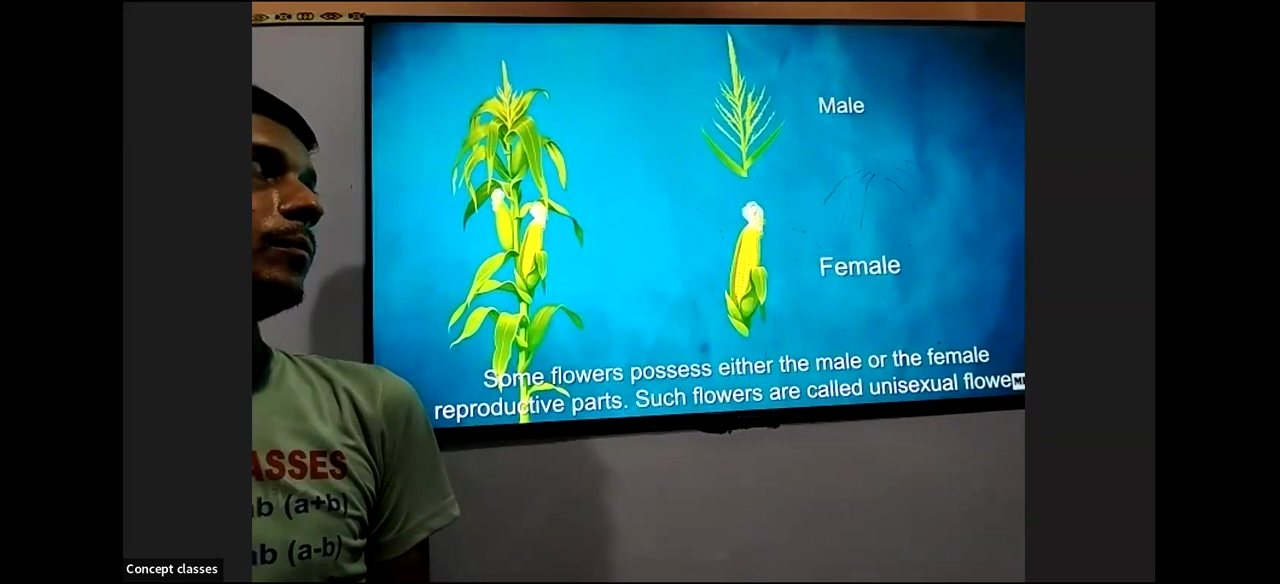 Male
Female
Some flowers possess either the male or the female
reproductive parts. Such flowers are called unisexual flowe
ASSES
ab (a+b)
ab (a-b)
Concept classes